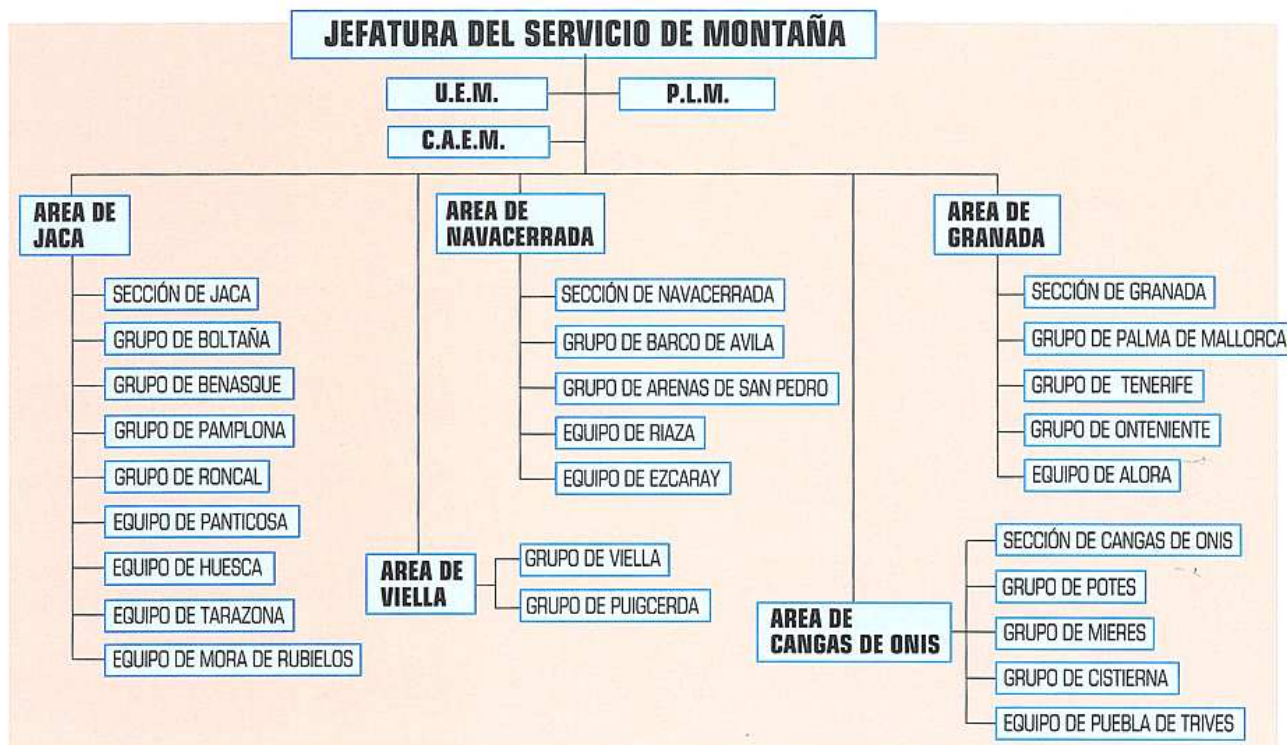 JEFATURA DEL SERVICIO DE MONTAÑA
U.E.M.
P.L.M.
C.A.E.M.
AREA DE
JACA
SECCIÓN DE JACA
GRUPO DE BOLTAÑA
GRUPO DE BENASQUE
GRUPO DE PAMPLONA
GRUPO DE RONCAL
EQUIPO DE PANTICOSA
EQUIPO DE HUESCA
EQUIPO DE TARAZONA
EQUIPO DE MORA DE RUBIELOS
AREA DE
VIELLA
GRUPO DE VIELLA
GRUPO DE PUIGCERDA
AREA DE
NAVACERRADA
SECCIÓN DE NAVACERRADA
GRUPO DE BARCO DE AVILA
GRUPO DE ARENAS DE SAN PEDRO
EQUIPO DE RIAZA
EQUIPO DE EZCARAY
AREA DE
CANGAS DE ONIS
SECCIÓN DE CANGAS DE ONIS
GRUPO DE POTES
GRUPO DE MIERES
GRUPO DE CISTIERNA
EQUIPO DE PUEBLA DE TRIVES
AREA DE
GRANADA
SECCIÓN DE GRANADA
GRUPO DE PALMA DE MALLORCA
GRUPO DE TENERIFE
GRUPO DE ONTENIENTE
EQUIPO DE ALORA